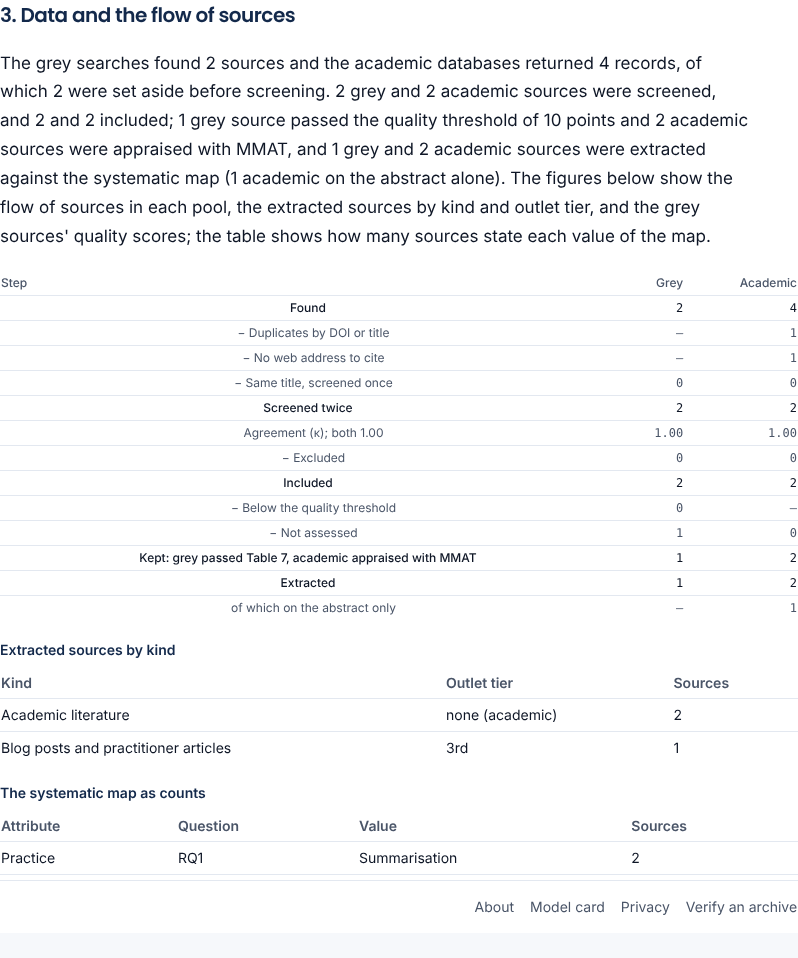 3. Data and the flow of sources
The grey searches found 2 sources and the academic databases returned 4 records, of
which 2 were set aside before screening. 2 grey and 2 academic sources were screened,
and 2 and 2 included; 1 grey source passed the quality threshold of 10 points and 2 academic
sources were appraised with MMAT, and 1 grey and 2 academic sources were extracted
against the systematic map (1 academic on the abstract alone). The figures below show the
flow of sources in each pool, the extracted sources by kind and outlet tier, and the grey
sources' quality scores; the table shows how many sources state each value of the map.
Step Grey Academic
Found 2 4
− Duplicates by DOI or title — 1
− No web address to cite — 1
− Same title, screened once 0 0
Screened twice 2 2
Agreement (κ); both 1.00 1.00 1.00
− Excluded 0 0
Included 2 2
− Below the quality threshold 0 —
− Not assessed 1 0
Kept: grey passed Table 7, academic appraised with MMAT 1 2
Extracted 1 2
of which on the abstract only — 1
Extracted sources by kind
Kind Outlet tier Sources
Academic literature none (academic) 2
Blog posts and practitioner articles 3rd 1
The systematic map as counts
Attribute Question Value Sources
Practice RQ1 Summarisation 2
About Model card Privacy Verify an archive